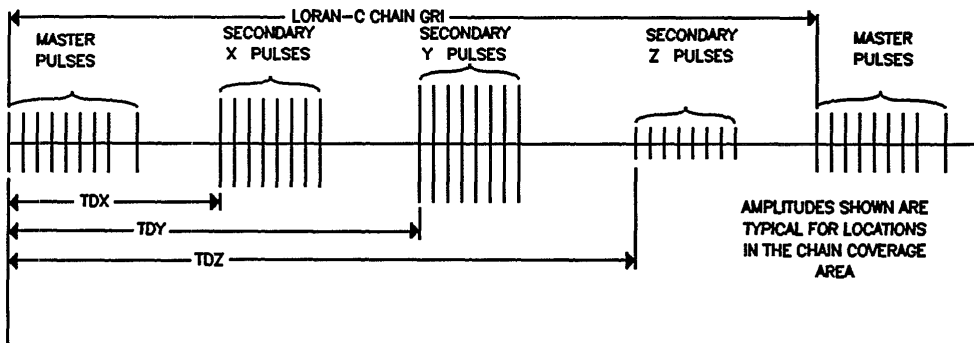 LORAN-C CHAIN GRI
MASTER
PULSES
SECONDARY
X PULSES
SECONDARY
Y PULSES
SECONDARY
Z PULSES
MASTER
PULSES
TDX
TDY
TDZ
AMPLITUDES SHOWN ARE
TYPICAL FOR LOCATIONS
IN THE CHAIN COVERAGE
AREA